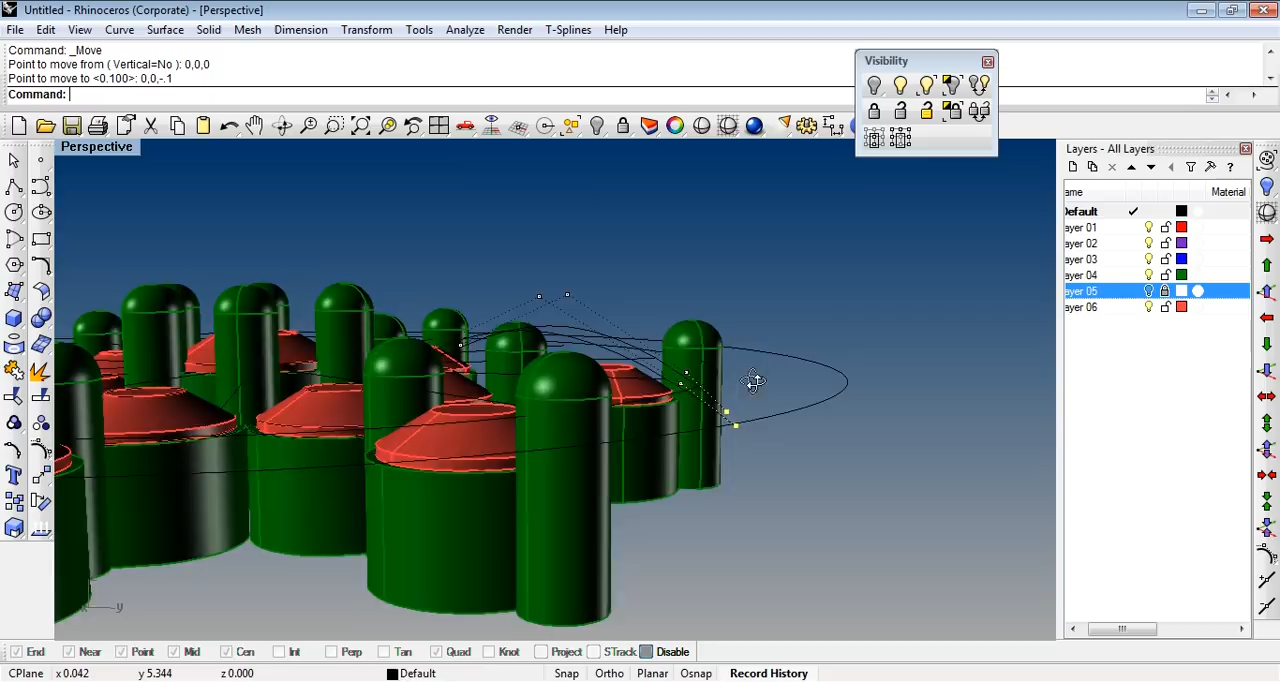 Untitled - Rhinoceros (Corporate) - [Perspective]
File Edit View Curve Surface Solid Mesh Dimension Transform Tools Analyze Render T-Splines Help
Command: _Move
Point to move from ( Vertical=No ): 0,0,0
Point to move to <0.100>: 0,0,-.1
Command:
Visibility
Perspective
Layers - All Layers
ame Material
Default
ayer 01
ayer 02
ayer 03
ayer 04
ayer 05
ayer 06
y
End Near Point Mid Cen Int Perp Tan Quad Knot Project STrack Disable
CPlane x 0.042 y 5.344 z 0.000 Default Snap Ortho Planar Osnap Record History